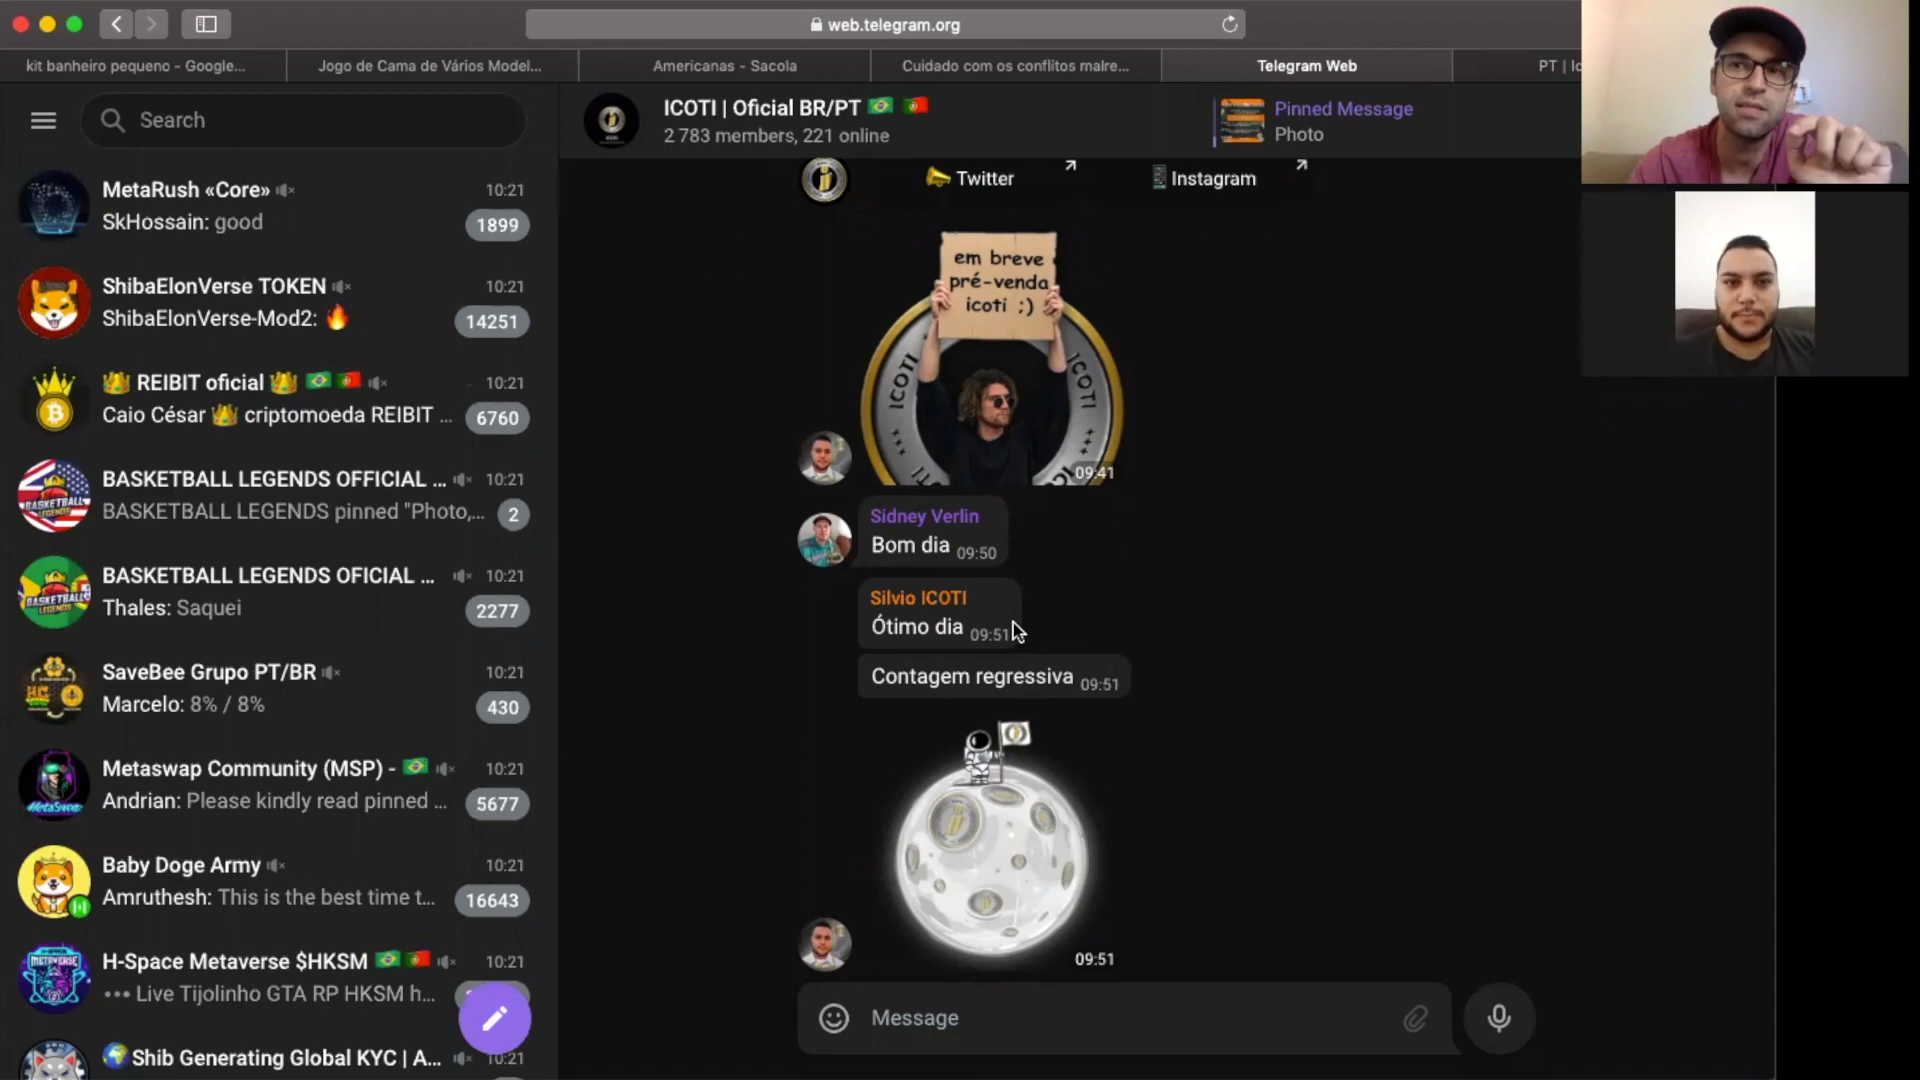 web.telegram.org
kit banheiro pequeno - Google...
Jogo de Cama de Vários Model...
Americanas - Sacola
Cuidado com os conflitos malre...
Telegram Web
PT |
Search
ICOTI | Oficial BR/PT
2 783 members, 221 online
Pinned Message
Photo
MetaRush «Core»
10:21
SkHossain: good
1899
ShibaElonVerse TOKEN
10:21
ShibaElonVerse-Mod2: 🔥
14251
👑 REIBIT oficial 👑 🇧🇷 🇵🇹
10:21
Caio César 👑 criptomoeda REIBIT ...
6760
BASKETBALL LEGENDS OFFICIAL ...
10:21
BASKETBALL LEGENDS pinned "Photo,...
2
BASKETBALL LEGENDS OFICIAL ...
10:21
Thales: Saquei
2277
SaveBee Grupo PT/BR
10:21
Marcelo: 8% / 8%
430
Metaswap Community (MSP) - 🇧🇷
10:21
Andrian: Please kindly read pinned ...
5677
Baby Doge Army
10:21
Amruthesh: This is the best time t...
16643
H-Space Metaverse $HKSM 🇧🇷 🇵🇹
10:21
••• Live Tijolinho GTA RP HKSM h...
🌍Shib Generating Global KYC | A...
10:21
Twitter
Instagram
em breve
pré-venda
icoti :)
ICOTI
ICOTI
09:41
Sidney Verlin
Bom dia 09:50
Silvio ICOTI
Ótimo dia 09:51
Contagem regressiva 09:51
09:51
Message